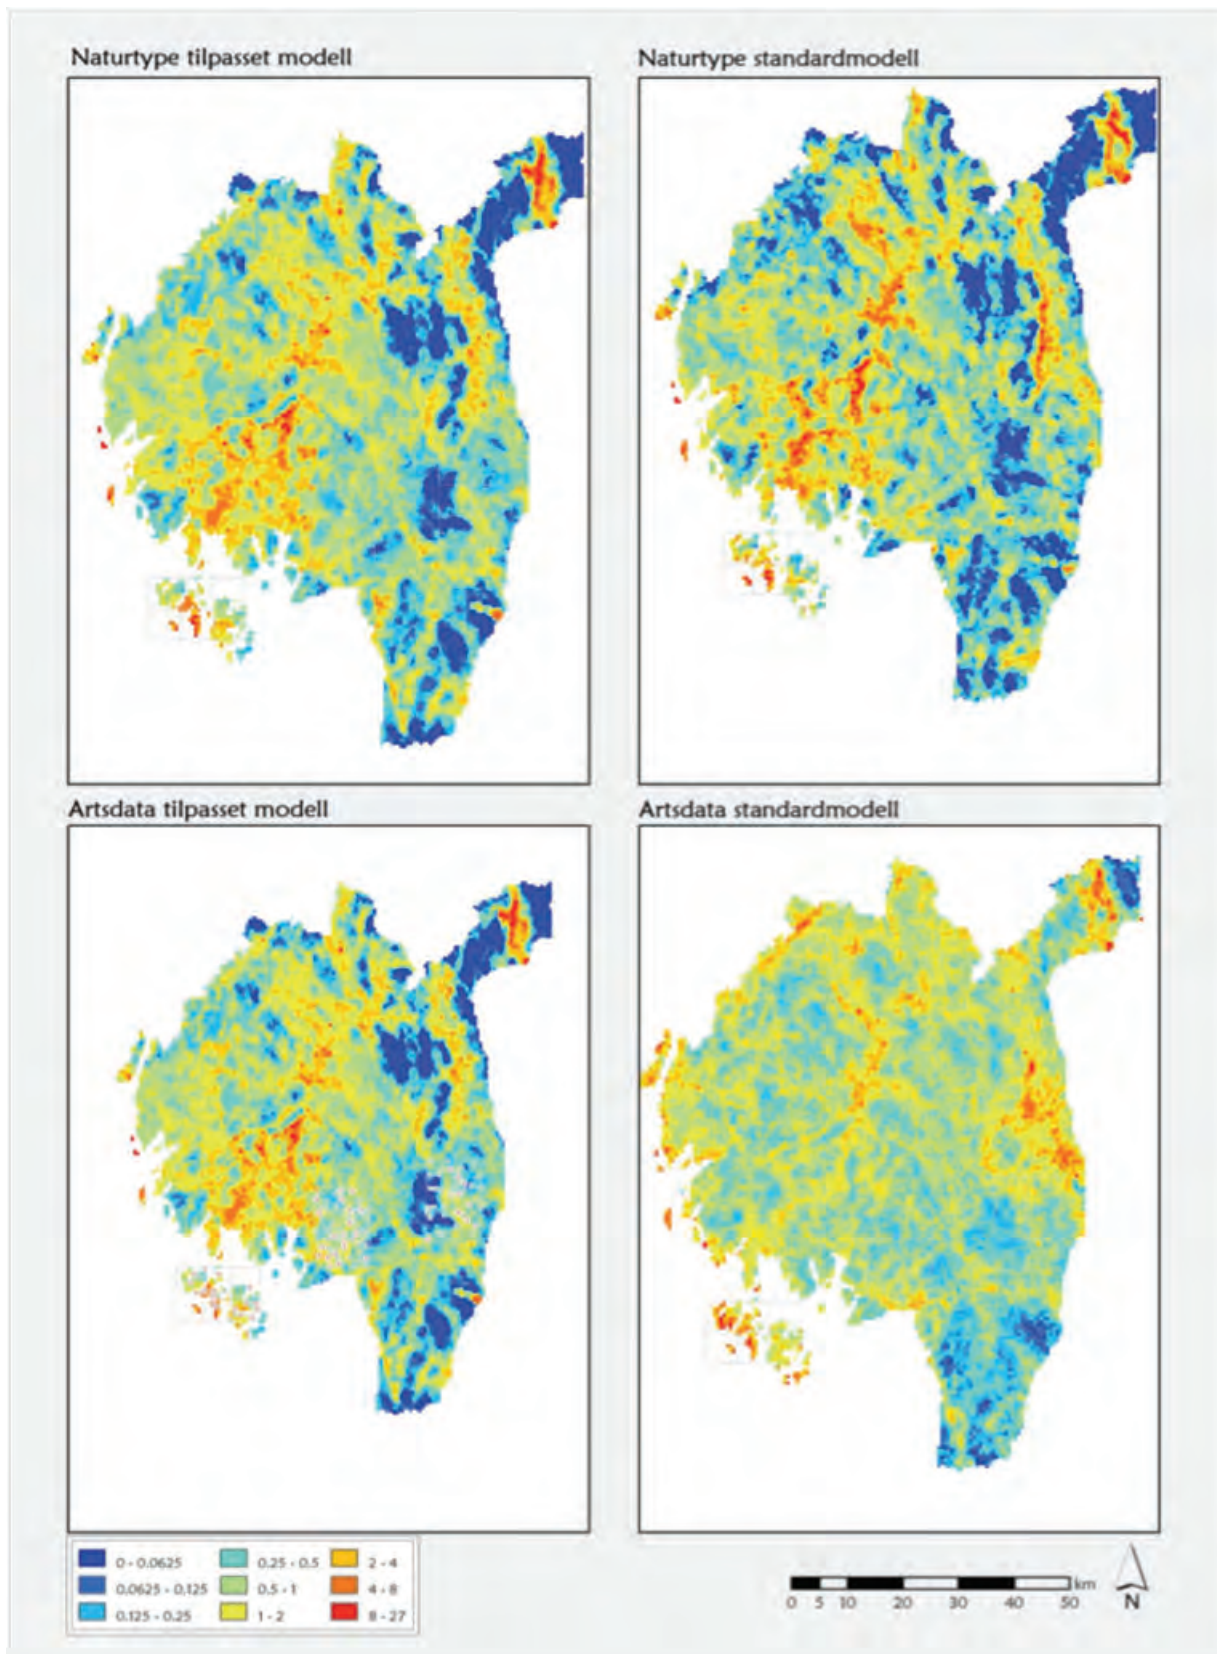 Naturtype tilpasset modell
Naturtype standardmodell
Artsdata tilpasset modell
Artsdata standardmodell
0 - 0.0625
0.0625 - 0.125
0.125 - 0.25
0.25 - 0.5
0.5 - 1
1 - 2
2 - 4
4 - 8
8 - 27
km
0 5 10 20 30 40 50
N